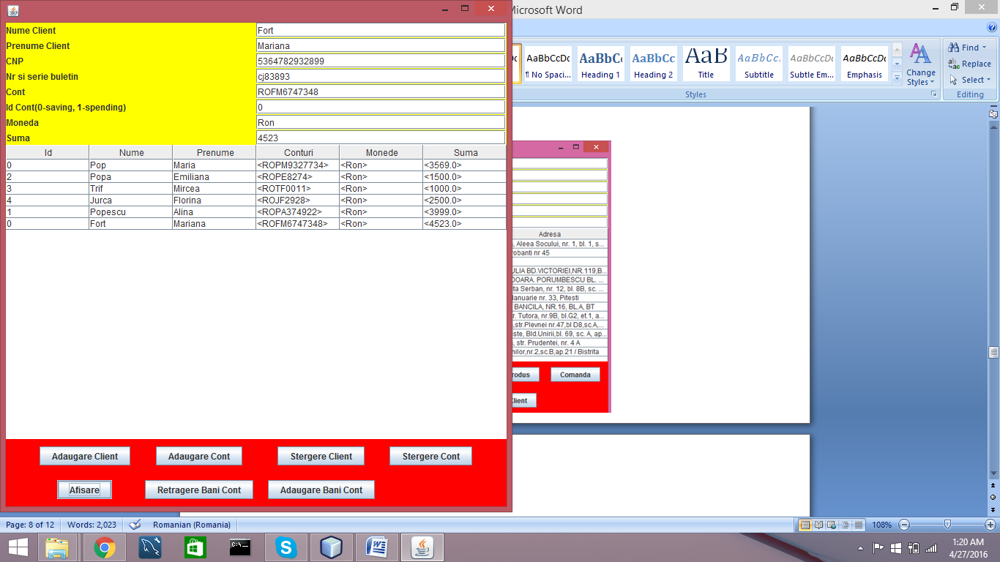 Nume Client Fort
Prenume Client Mariana
CNP 5364782932899
Nr si serie buletin cj83893
Cont ROFM6747348
Id Cont(0-saving, 1-spending) 0
Moneda Ron
Suma 4523
Id Nume Prenume Conturi Monede Suma
0 Pop Maria <ROPM9327734> <Ron> <3569.0>
2 Popa Emiliana <ROPE8274> <Ron> <1500.0>
3 Trif Mircea <ROTF0011> <Ron> <1000.0>
4 Jurca Florina <ROJF2928> <Ron> <2500.0>
1 Popescu Alina <ROPA374922> <Ron> <3999.0>
0 Fort Mariana <ROFM6747348> <Ron> <4523.0>
Adaugare Client Adaugare Cont Stergere Client Stergere Cont
Afisare Retragere Bani Cont Adaugare Bani Cont
Microsoft Word
AaBbCcDc AaBbCc AaBbCc AaB AaBbCcL AaBbCcDc AaBbCcDc
¶ No Spaci... Heading 1 Heading 2 Title Subtitle Subtle Em... Emphasis
Change
Styles
Styles
Find
Replace
Select
Editing
Adresa
, Aleea Socului, nr. 1, bl. 1, s...
robanti nr 45
ULIA BD.VICTORIEI,NR.119,B...
DOARA. PORUMBESCU BL. ...
ta Serban, nr. 12, bl. 8B, sc. ...
Ianuarie nr. 33, Pitesti
BANCILA, NR.16, BL.A, BT
r. Tutora, nr.9B, bl.G2, et.1, a...
,str.Plevnei nr.47,bl D8,sc.A,...
iste, Bld.Unirii,bl. 69, sc. A, ap...
, str. Prudentei, nr. 4 A
hilor,nr.2,sc.B,ap.21 / Bistrita
rodus Comanda
Client
Page: 8 of 12 Words: 2,023 Romanian (Romania) 108%
1:20 AM
4/27/2016